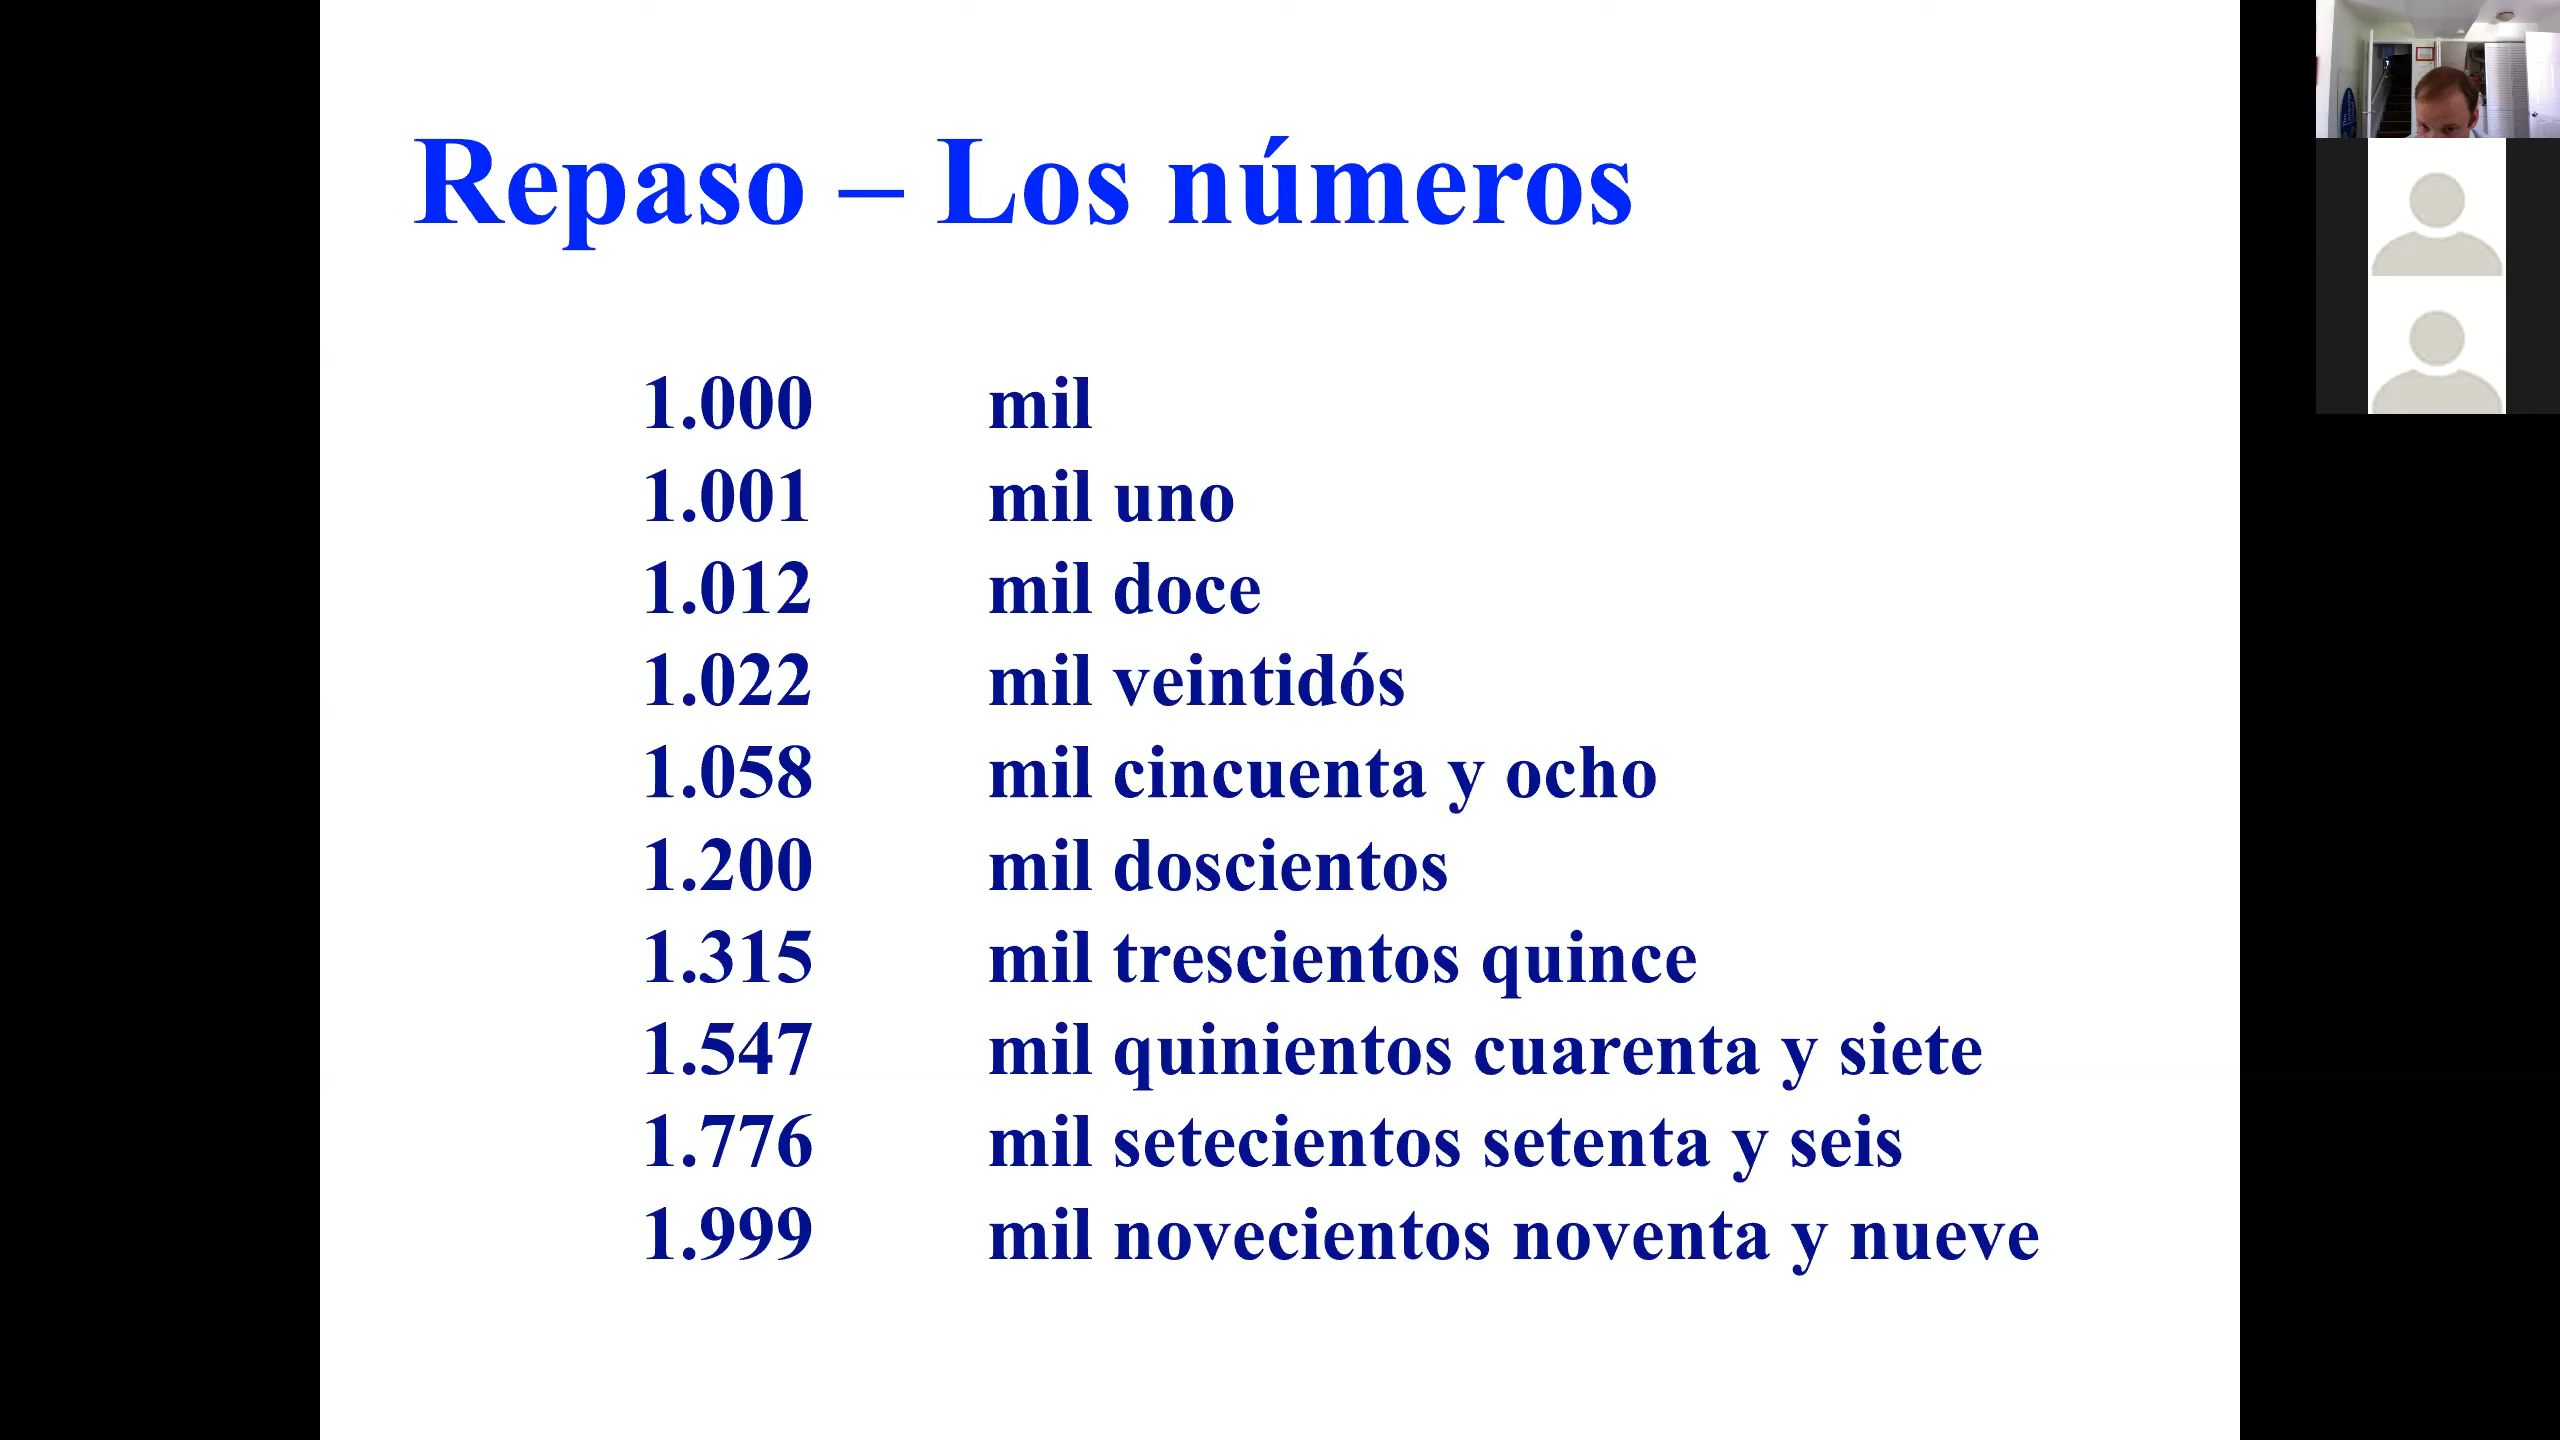 Repaso – Los números
1.000 mil
1.001 mil uno
1.012 mil doce
1.022 mil veintidós
1.058 mil cincuenta y ocho
1.200 mil doscientos
1.315 mil trescientos quince
1.547 mil quinientos cuarenta y siete
1.776 mil setecientos setenta y seis
1.999 mil novecientos noventa y nueve